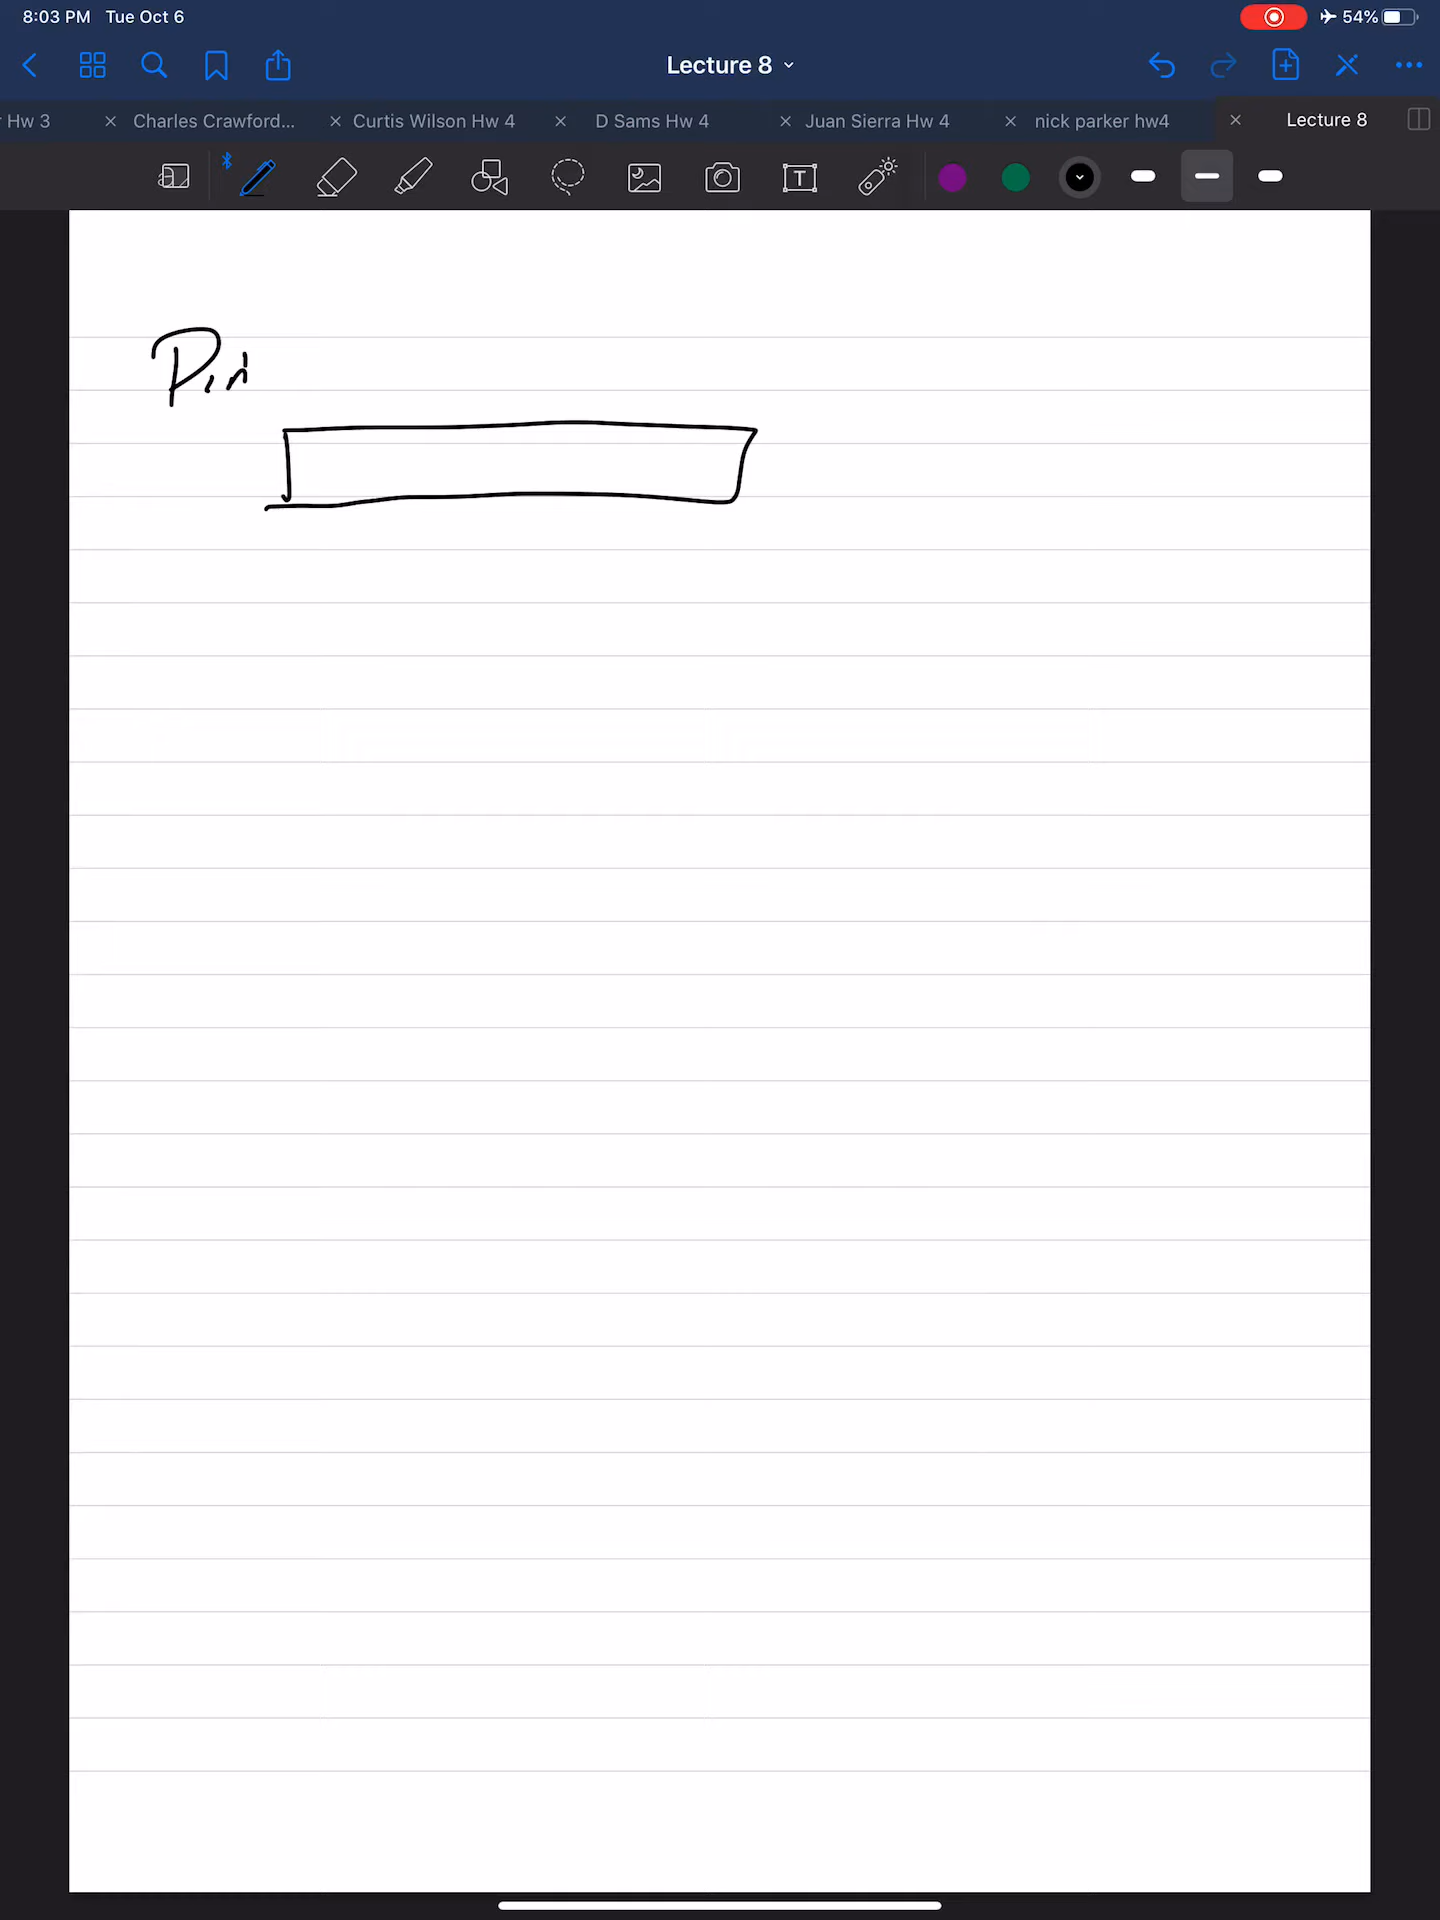 8:03 PM Tue Oct 6
54%
Lecture 8
Hw 3
Charles Crawford...
Curtis Wilson Hw 4
D Sams Hw 4
Juan Sierra Hw 4
nick parker hw4
Lecture 8
T
Pin